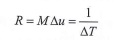 R = MΔu = 1/ΔT